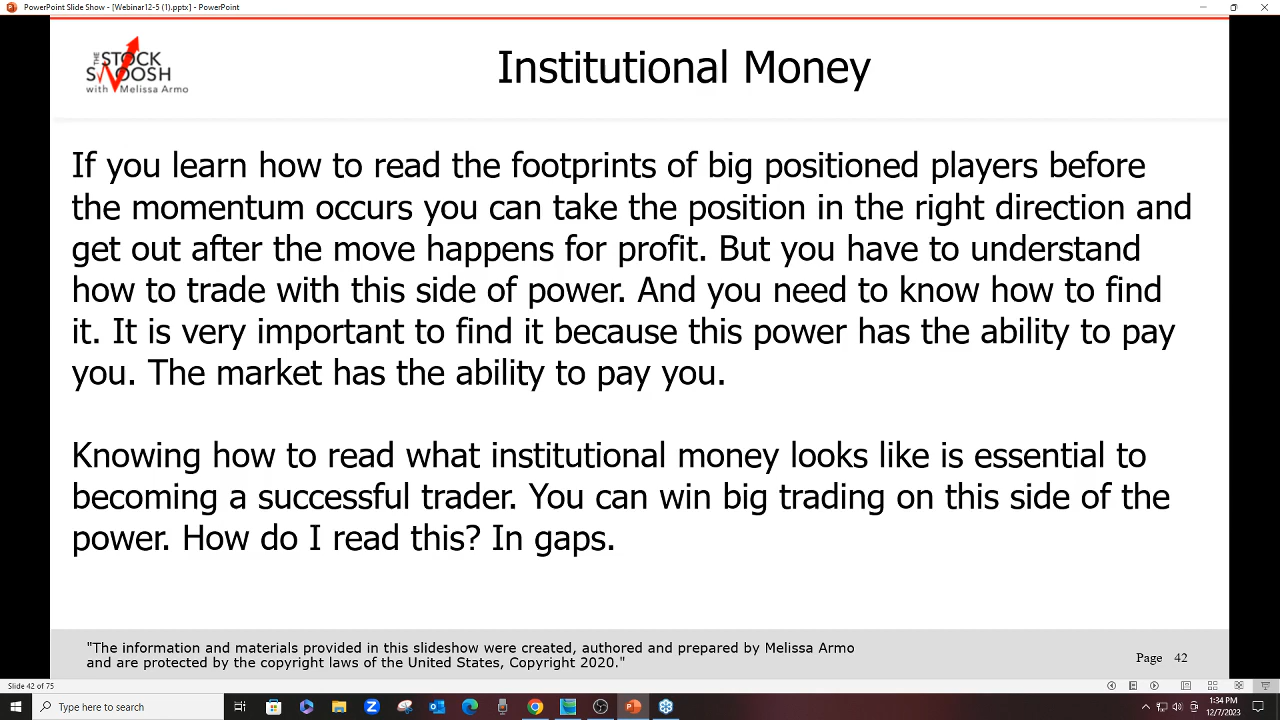 PowerPoint Slide Show - [Webinar12-5 (1).pptx] - PowerPoint
THE
STOCK
SWOOSH
with Melissa Armo
Institutional Money
If you learn how to read the footprints of big positioned players before
the momentum occurs you can take the position in the right direction and
get out after the move happens for profit. But you have to understand
how to trade with this side of power. And you need to know how to find
it. It is very important to find it because this power has the ability to pay
you. The market has the ability to pay you.
Knowing how to read what institutional money looks like is essential to
becoming a successful trader. You can win big trading on this side of the
power. How do I read this? In gaps.
"The information and materials provided in this slideshow were created, authored and prepared by Melissa Armo
and are protected by the copyright laws of the United States, Copyright 2020."
Page 42
Slide 42 of 75
Type here to search
1:34 PM
12/7/2023